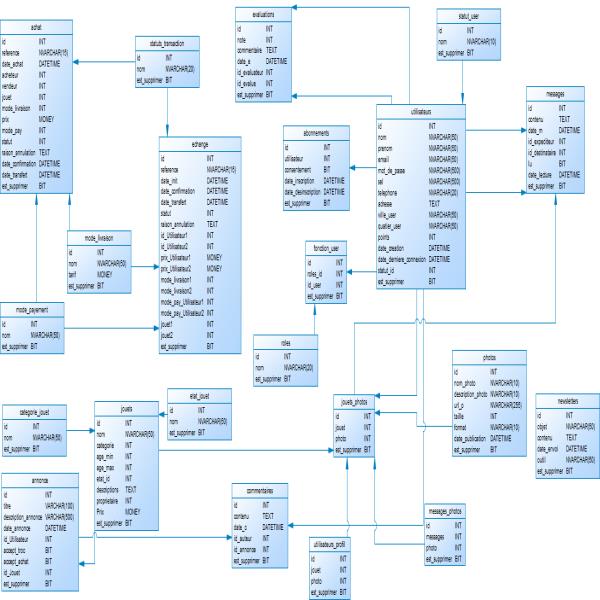 achat
id INT
reference NVARCHAR(15)
date_achat DATETIME
acheteur INT
vendeur INT
jouet INT
mode_livraison INT
prix MONEY
mode_pay INT
statut INT
raison_annulation TEXT
date_confirmation DATETIME
date_transfert DATETIME
est_supprimer BIT
statuts_transaction
id INT
nom NVARCHAR(20)
est_supprimer BIT
evaluations
id INT
note INT
commentaire TEXT
date_e DATETIME
id_evaluateur INT
id_evalue INT
est_supprimer BIT
statut_user
id INT
nom NVARCHAR(10)
est_supprimer BIT
messages
id INT
contenu TEXT
date_m DATETIME
id_expediteur INT
id_destinataire INT
lu BIT
date_lecture DATETIME
est_supprimer BIT
utilisateurs
id INT
nom NVARCHAR(50)
prenom NVARCHAR(50)
email NVARCHAR(50)
mot_de_passe NVARCHAR(500)
sel NVARCHAR(500)
telephone NVARCHAR(20)
adresse TEXT
ville_user NVARCHAR(50)
quatier_user NVARCHAR(50)
points INT
date_creation DATETIME
date_derniere_connexion DATETIME
statut_id INT
est_supprimer BIT
abonnements
id INT
utilisateur INT
consentement BIT
date_inscription DATETIME
date_desinscription DATETIME
est_supprimer BIT
echange
id INT
reference NVARCHAR(15)
date_init DATETIME
date_confirmation DATETIME
date_transfert DATETIME
statut INT
raison_annulation TEXT
id_Utilisateur1 INT
id_Utilisateur2 INT
prix_Utilisateur1 MONEY
prix_Utilisateur2 MONEY
mode_livraison1 INT
mode_livraison2 INT
mode_pay_Utilisateur1 INT
mode_pay_Utilisateur2 INT
jouet1 INT
jouet2 INT
est_supprimer BIT
mode_livraison
id INT
nom NVARCHAR(50)
tarif MONEY
est_supprimer BIT
fonction_user
id INT
roles_id INT
id_user INT
est_supprimer BIT
mode_payement
id INT
nom NVARCHAR(50)
est_supprimer BIT
roles
id INT
nom NVARCHAR(20)
est_supprimer BIT
photos
id INT
nom_photo NVARCHAR(10)
description_photo NVARCHAR(10)
url_p NVARCHAR(255)
taille INT
format NVARCHAR(10)
date_publication DATETIME
est_supprimer BIT
newsletters
id INT
objet NVARCHAR(50)
contenu TEXT
date_envoi DATETIME
outil NVARCHAR(50)
est_supprimer BIT
categorie_jouet
id INT
nom NVARCHAR(50)
est_supprimer BIT
jouets
id INT
nom NVARCHAR(50)
categorie INT
age_min INT
age_max INT
etat_id INT
descriptions TEXT
proprietaire INT
Prix MONEY
est_supprimer BIT
etat_jouet
id INT
nom NVARCHAR(50)
est_supprimer BIT
jouets_photos
id INT
jouet INT
photo INT
est_supprimer BIT
annonce
id INT
titre VARCHAR(100)
description_annonce VARCHAR(500)
date_annonce DATETIME
id_Utilisateur INT
accept_troc BIT
accept_achat BIT
id_Jouet INT
est_supprimer BIT
commentaires
id INT
contenu TEXT
date_c DATETIME
id_auteur INT
id_annonce INT
est_supprimer BIT
messages_photos
id INT
messages INT
photo INT
est_supprimer BIT
utilisateurs_profil
id INT
jouet INT
photo INT
est_supprimer BIT